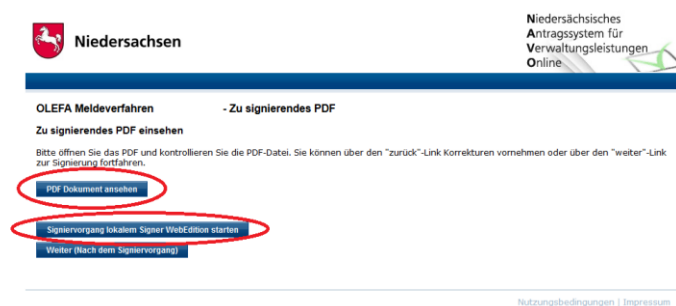 Niedersachsen
Niedersächsisches
Antragssystem für
Verwaltungsleistungen
Online
OLEFA Meldeverfahren - Zu signierendes PDF
Zu signierendes PDF einsehen
Bitte öffnen Sie das PDF und kontrollieren Sie die PDF-Datei. Sie können über den "zurück"-Link Korrekturen vornehmen oder über den "weiter"-Link
zur Signierung fortfahren.
PDF Dokument ansehen
Signiervorgang lokalem Signer WebEdition starten
Weiter (Nach dem Signiervorgang)
Nutzungsbedingungen | Impressum